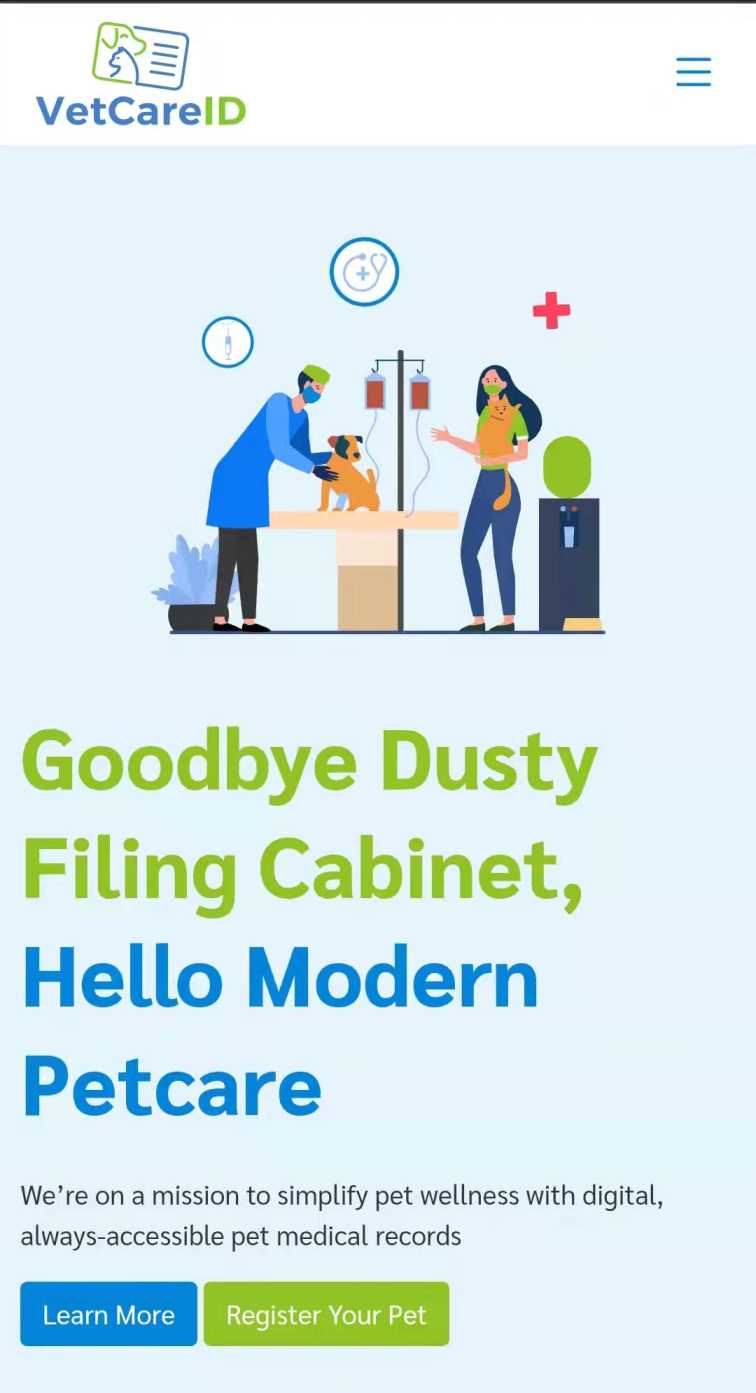 VetCareID
Goodbye Dusty
Filing Cabinet,
Hello Modern
Petcare
We’re on a mission to simplify pet wellness with digital,
always-accessible pet medical records
Learn More
Register Your Pet